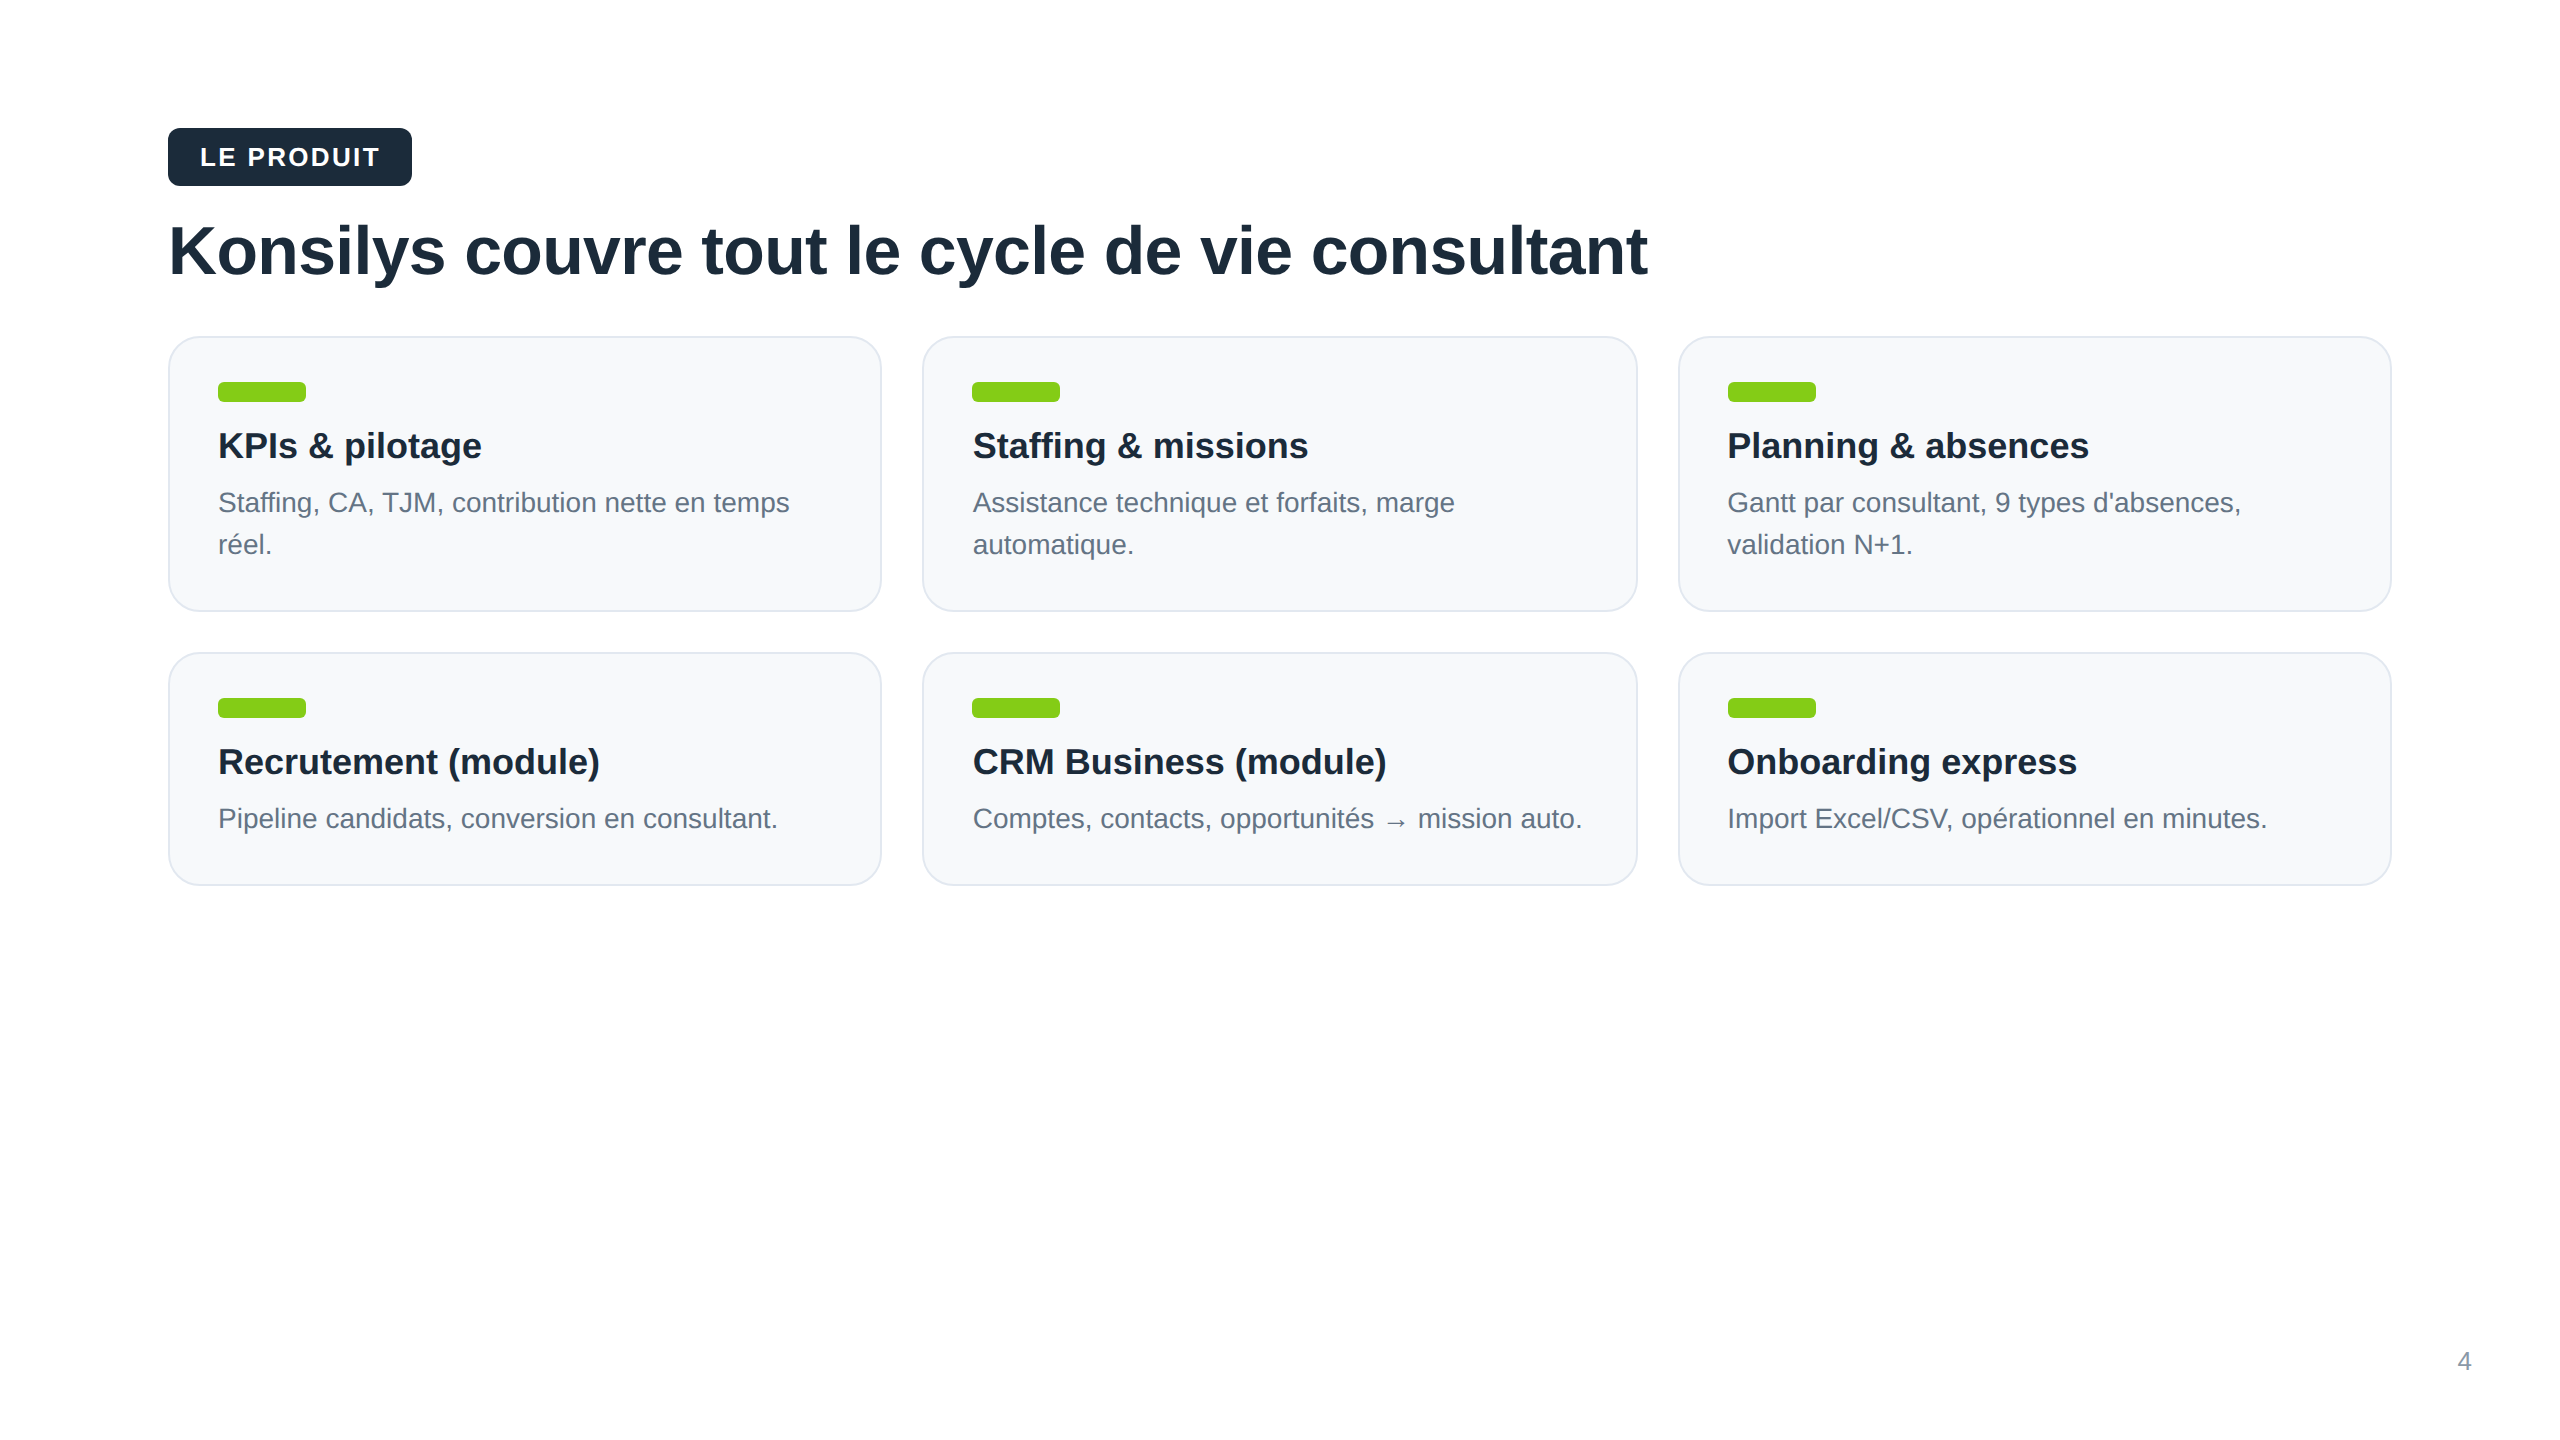 LE PRODUIT
Konsilys couvre tout le cycle de vie consultant
KPIs & pilotage
Staffing, CA, TJM, contribution nette en temps
réel.
Staffing & missions
Assistance technique et forfaits, marge
automatique.
Planning & absences
Gantt par consultant, 9 types d'absences,
validation N+1.
Recrutement (module)
Pipeline candidats, conversion en consultant.
CRM Business (module)
Comptes, contacts, opportunités → mission auto.
Onboarding express
Import Excel/CSV, opérationnel en minutes.
4